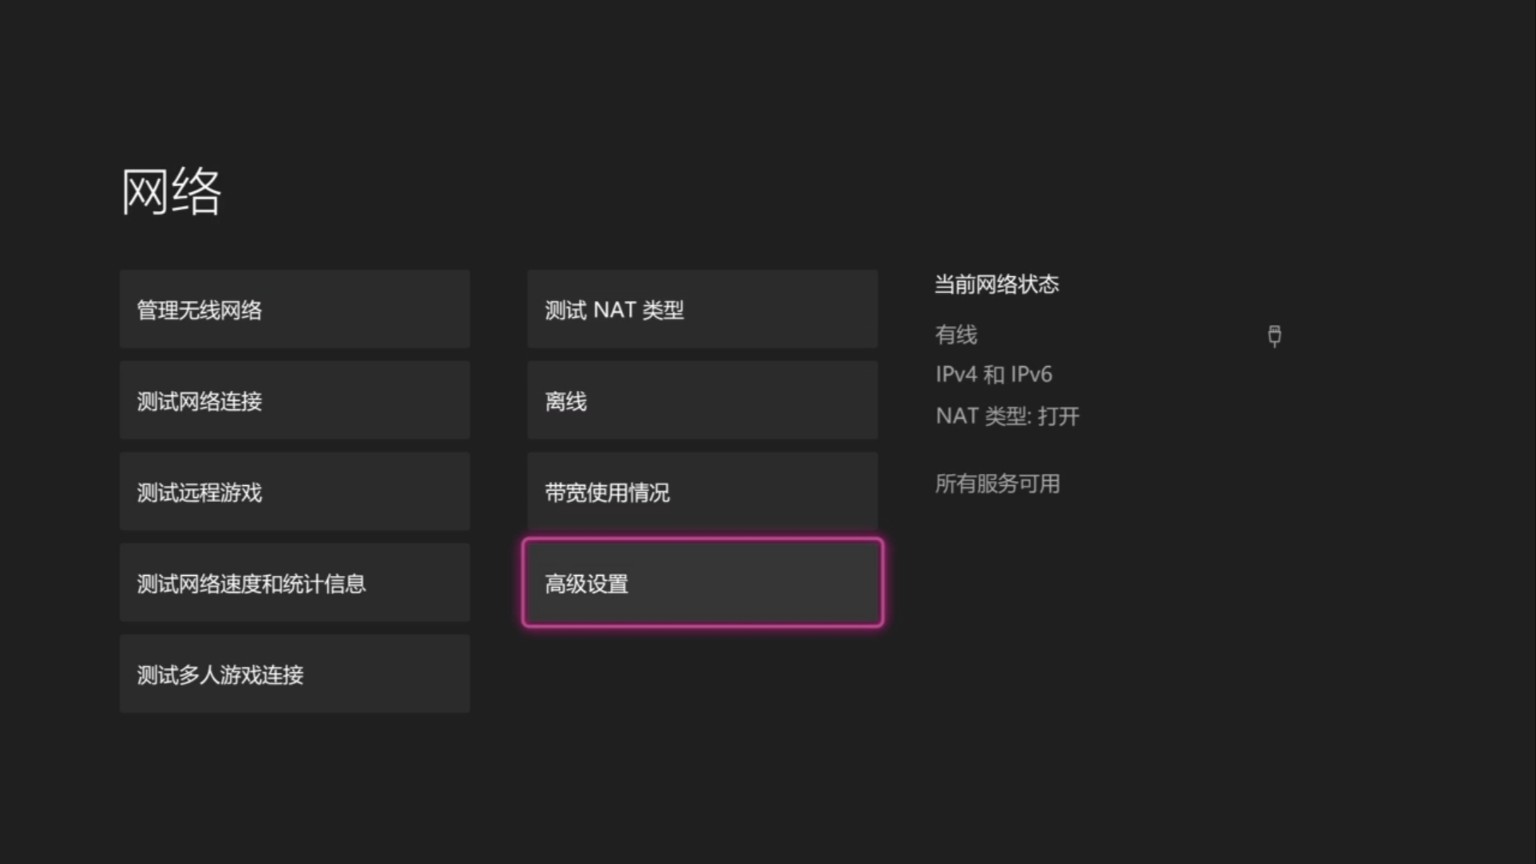 网络
管理无线网络
测试网络连接
测试远程游戏
测试网络速度和统计信息
测试多人游戏连接
测试 NAT 类型
离线
带宽使用情况
高级设置
当前网络状态
有线
IPv4 和 IPv6
NAT 类型: 打开
所有服务可用